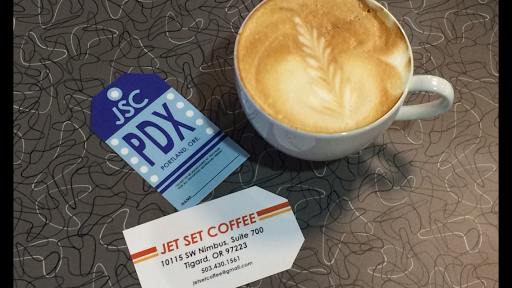 JSC
PDX
PORTLAND, ORE.
NAME
JET SET COFFEE
10115 SW Nimbus, Suite 700
Tigard, OR 97223
503.430.1561
jetsetcoffee@gmail.com